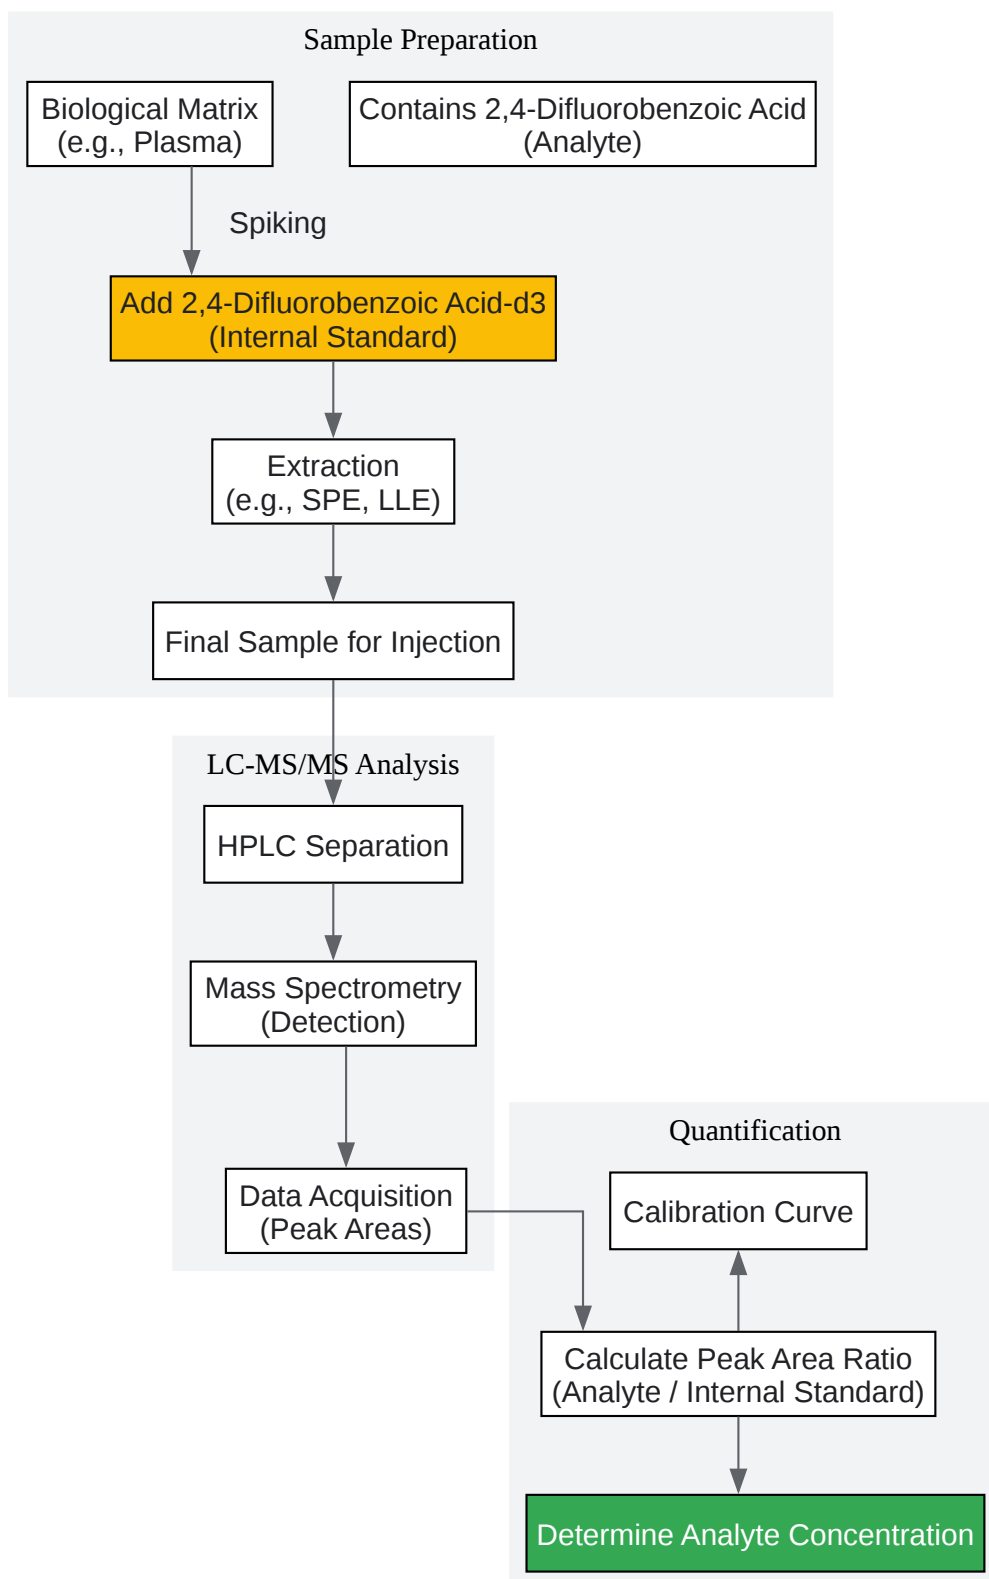 Sample Preparation
Biological Matrix
(e.g., Plasma)
Contains 2,4-Difluorobenzoic Acid
(Analyte)
Spiking
Add 2,4-Difluorobenzoic Acid-d3
(Internal Standard)
Extraction
(e.g., SPE, LLE)
Final Sample for Injection
LC-MS/MS Analysis
HPLC Separation
Mass Spectrometry
(Detection)
Data Acquisition
(Peak Areas)
Quantification
Calibration Curve
Calculate Peak Area Ratio
(Analyte / Internal Standard)
Determine Analyte Concentration